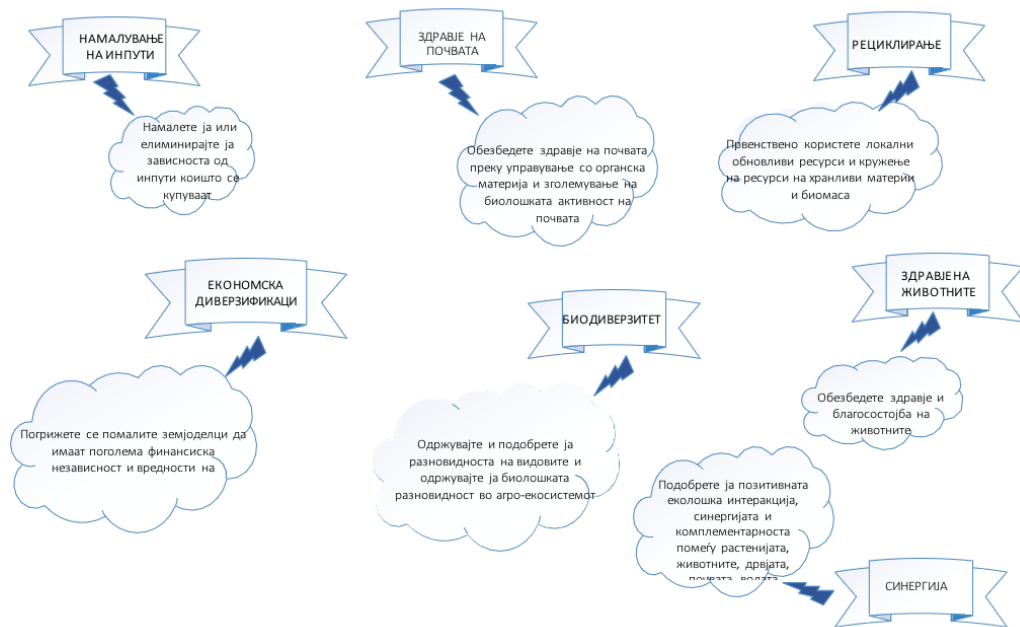 НАМАЛУВАЊЕ
НА ИНПУТИ
Намалете ја или
елиминирајте ја
зависноста од
инпути коишто се
купуваат
ЗДРАВЈЕ НА
ПОЧВАТА
Обезбедете здравје на почвата
преку управување со органска
материја и зголемување на
биолошката активност на
почвата
РЕЦИКЛИРАЊЕ
Првенствено користете локални
обновливи ресурси и кружење
на ресурси на хранливи материи
и биомаса
ЕКОНОМСКА
ДИВЕРЗИФИКАЦИ
Погрижете се помалите земјоделци да
имаат поголема финансиска
независност и вредности на
БИОДИВЕРЗИТЕТ
Одржувајте и подобрете ја
разновидноста на видовите и
одржувајте ја биолошката
разновидност во агро-екосистемот
ЗДРАВЈЕ НА
ЖИВОТНИТЕ
Обезбедете здравје и
благосостојба на
животните
Подобрете ја позитивната
еколошка интеракција,
синергијата и
комплементарноста
помеѓу растенијата,
животните, дрвјата,
почвата, водата
СИНЕРГИЈА